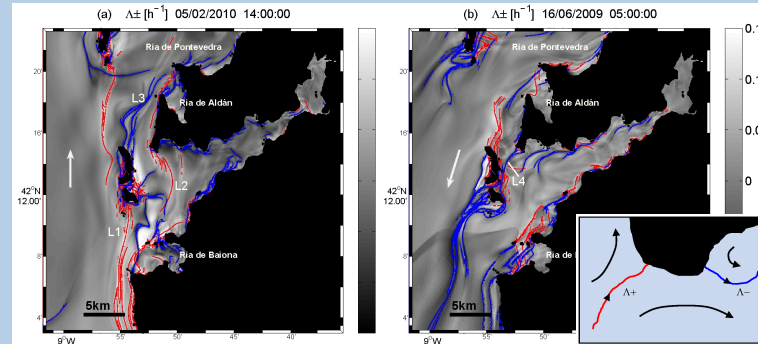 (a) Λ± [h⁻¹] 05/02/2010 14:00:00
(b) Λ± [h⁻¹] 16/06/2009 05:00:00
Ria de Pontevedra
Ria de Pontevedra
20'
20'
L3
Ria de Aldán
Ria de Aldán
16'
16'
L2
L4
42°N
12.00'
42°N
12.00'
L1
8
8
Ria de Baiona
Ria de
5km
5km
4
4
9°W
55
50'
45'
40'
9°W
55
0
Λ+
Λ−